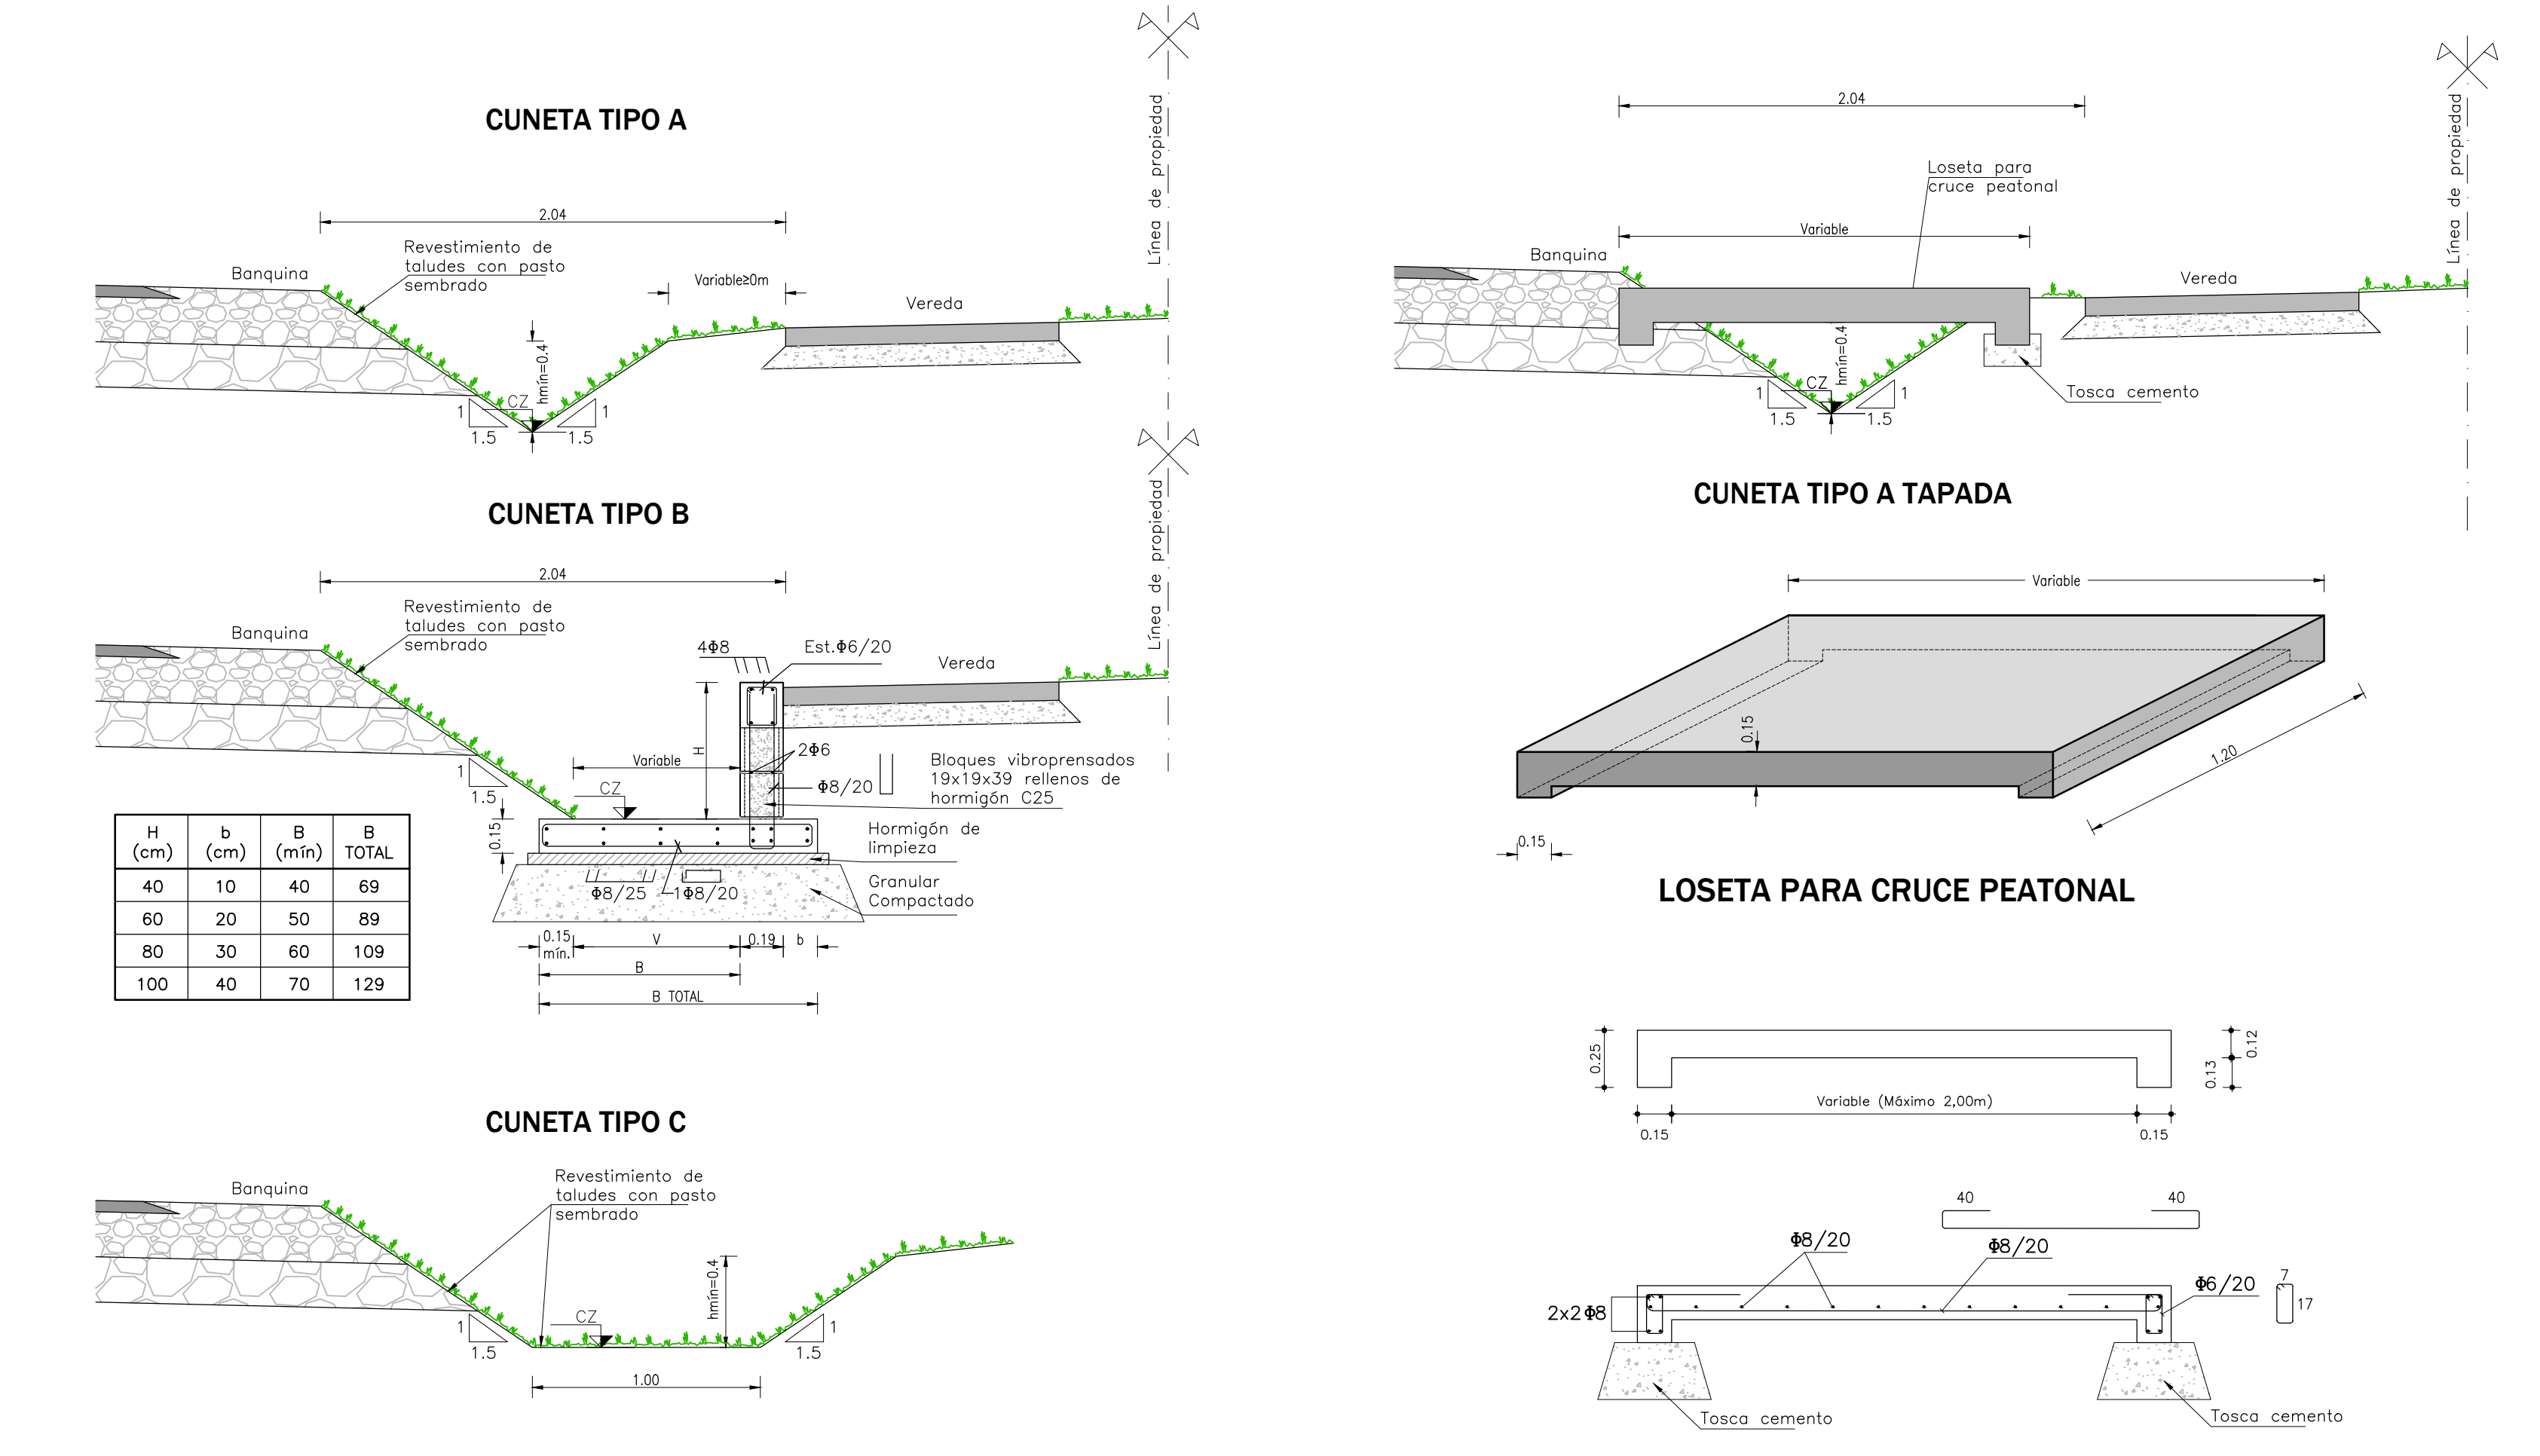 CUNETA TIPO A
2.04
Revestimiento de
taludes con pasto
sembrado
Banquina
Variable≥0m
Vereda
hmín=0.4
CZ
1
1.5
1
1.5
Línea de propiedad
CUNETA TIPO B
2.04
Revestimiento de
taludes con pasto
sembrado
Banquina
4Φ8
Est.Φ6/20
Vereda
Línea de propiedad
H
2Φ6
Variable
Φ8/20
Bloques vibroprensados
19x19x39 rellenos de
hormigón C25
CZ
1
1.5
0.15
Hormigón de
limpieza
Granular
Compactado
Φ8/25
1Φ8/20
0.15
mín.
V
0.19
b
B
B TOTAL
H
(cm)
b
(cm)
B
(mín)
B
TOTAL
40 10 40 69
60 20 50 89
80 30 60 109
100 40 70 129
CUNETA TIPO C
Revestimiento de
taludes con pasto
sembrado
Banquina
hmín=0.4
CZ
1
1.5
1
1.5
1.00
2.04
Loseta para
cruce peatonal
Variable
Banquina
Vereda
hmín=0.4
CZ
1
1.5
1
1.5
Tosca cemento
Línea de propiedad
CUNETA TIPO A TAPADA
Variable
0.15
1.20
0.15
LOSETA PARA CRUCE PEATONAL
0.25
0.12
0.13
Variable (Máximo 2,00m)
0.15
0.15
40
40
Φ8/20
Φ8/20
Φ6/20
7
17
2x2Φ8
Tosca cemento
Tosca cemento